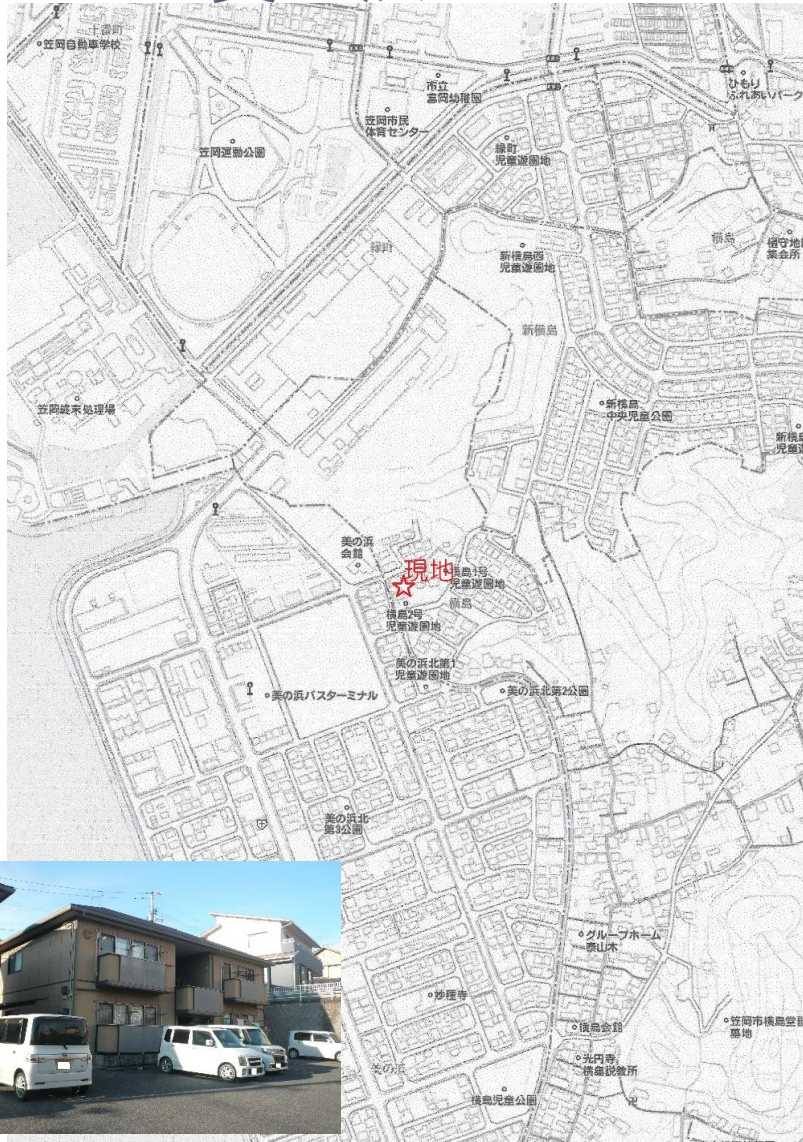 笠岡自動車学校
市立
富岡幼稚園
ひもり
ふれあいパーク
笠岡市民
体育センター
笠岡運動公園
緑町
児童遊園地
緑町
横島
新横島西
児童遊園地
集会所
新横島
笠岡終末処理場
新横島
中央児童公園
美の浜
会館
現地
横島1号
児童遊園地
横島
横島2号
児童遊園地
美の浜北第1
児童遊園地
美の浜北第2公園
美の浜バスターミナル
美の浜北
第3公園
グループホーム
泰山木
妙種寺
横島会館
墓地
光円寺
横島説教所
美の浜
横島児童公園